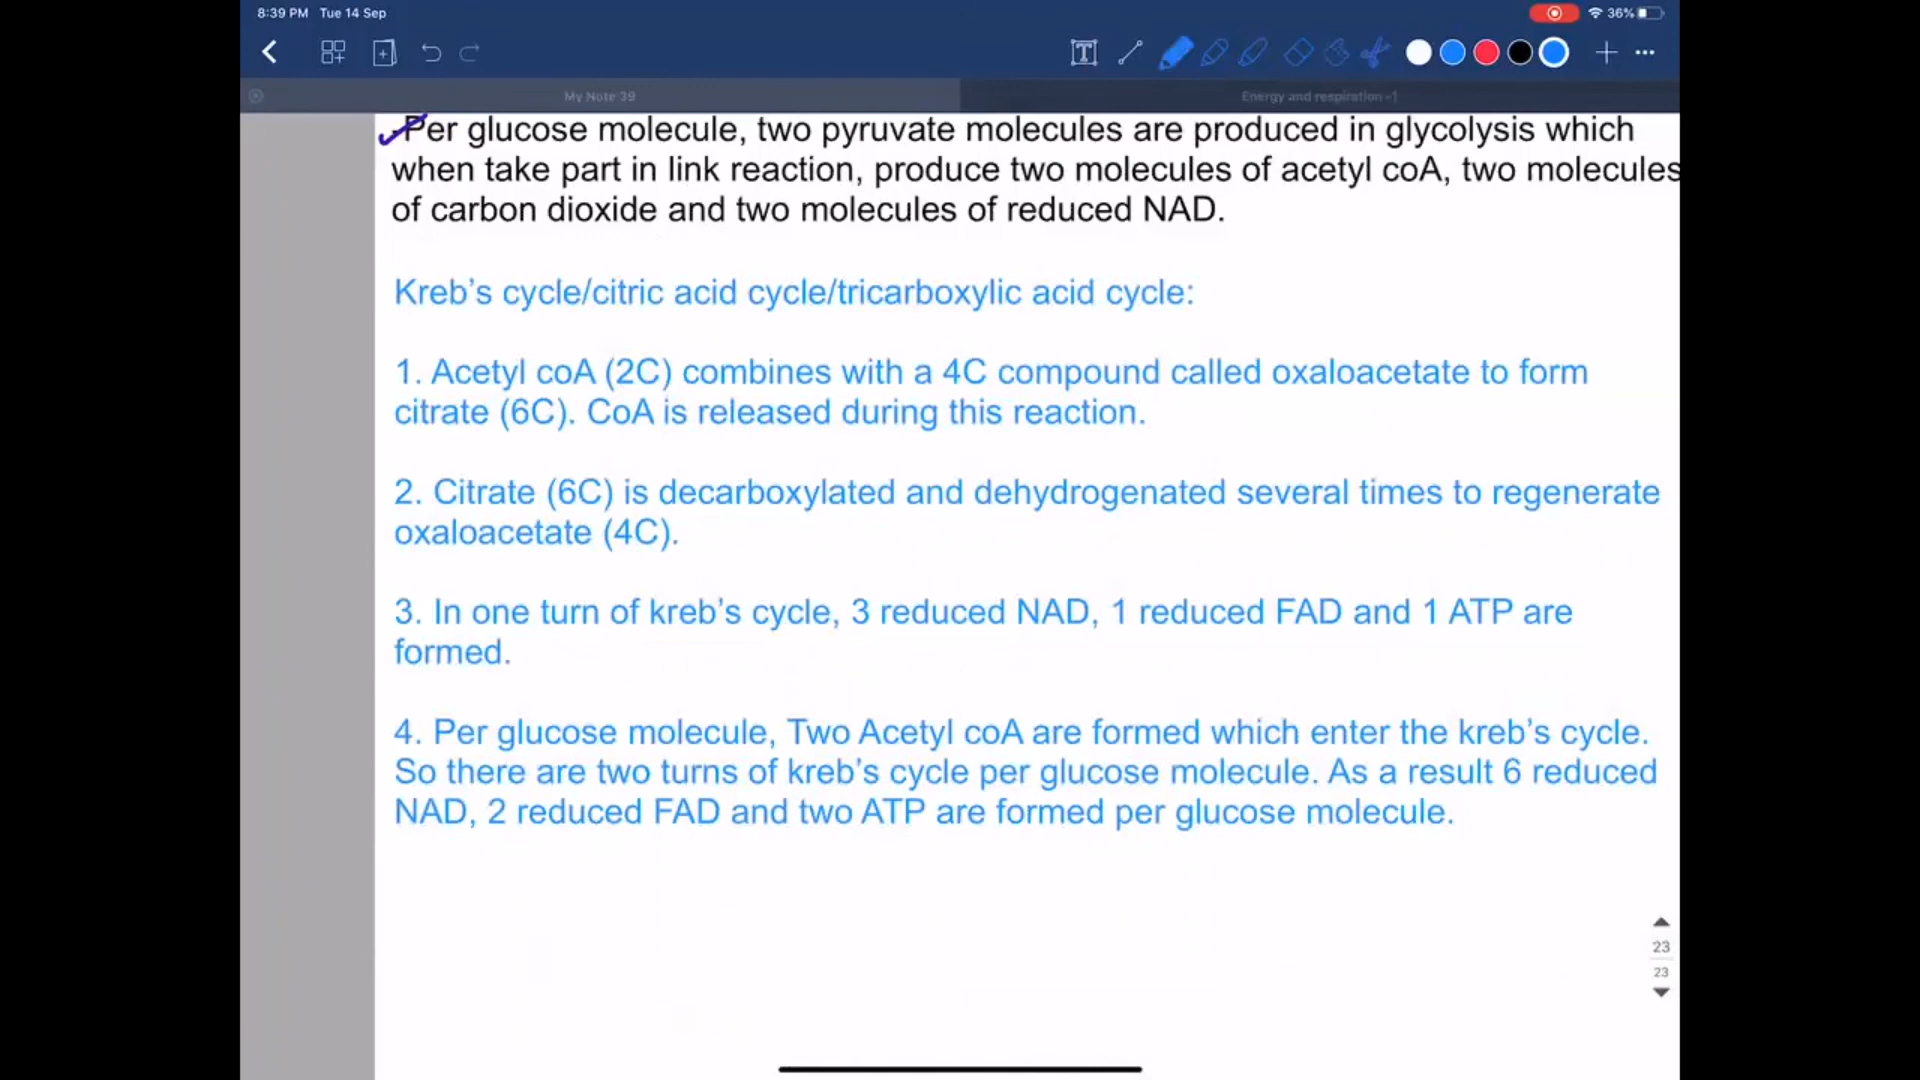 8:39 PM Tue 14 Sep
36%
T
My Note 39
Energy and respiration -1
-Per glucose molecule, two pyruvate molecules are produced in glycolysis which
when take part in link reaction, produce two molecules of acetyl coA, two molecules
of carbon dioxide and two molecules of reduced NAD.
Kreb’s cycle/citric acid cycle/tricarboxylic acid cycle:
1. Acetyl coA (2C) combines with a 4C compound called oxaloacetate to form
citrate (6C). CoA is released during this reaction.
2. Citrate (6C) is decarboxylated and dehydrogenated several times to regenerate
oxaloacetate (4C).
3. In one turn of kreb’s cycle, 3 reduced NAD, 1 reduced FAD and 1 ATP are
formed.
4. Per glucose molecule, Two Acetyl coA are formed which enter the kreb’s cycle.
So there are two turns of kreb’s cycle per glucose molecule. As a result 6 reduced
NAD, 2 reduced FAD and two ATP are formed per glucose molecule.
23
23